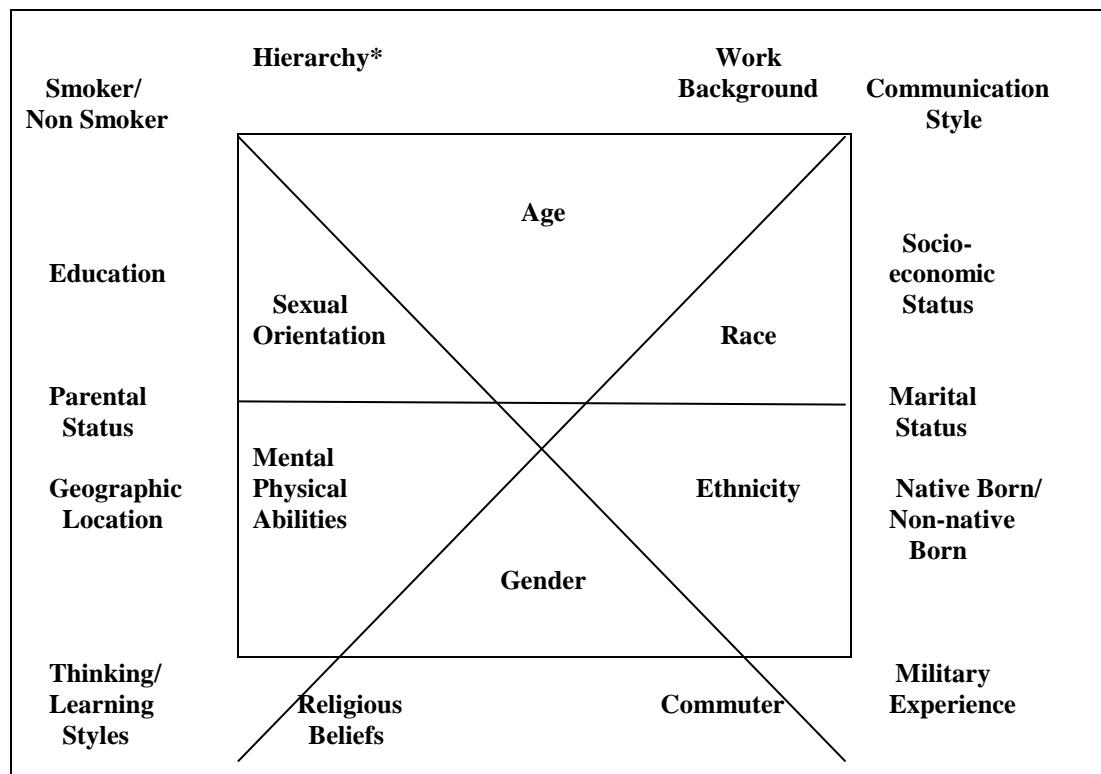 Hierarchy*
Work
Background
Smoker/
Non Smoker
Communication
Style
Age
Education
Socio-
economic
Status
Sexual
Orientation
Race
Parental
Status
Marital
Status
Mental
Physical
Abilities
Geographic
Location
Ethnicity
Native Born/
Non-native
Born
Gender
Thinking/
Learning
Styles
Religious
Beliefs
Commuter
Military
Experience